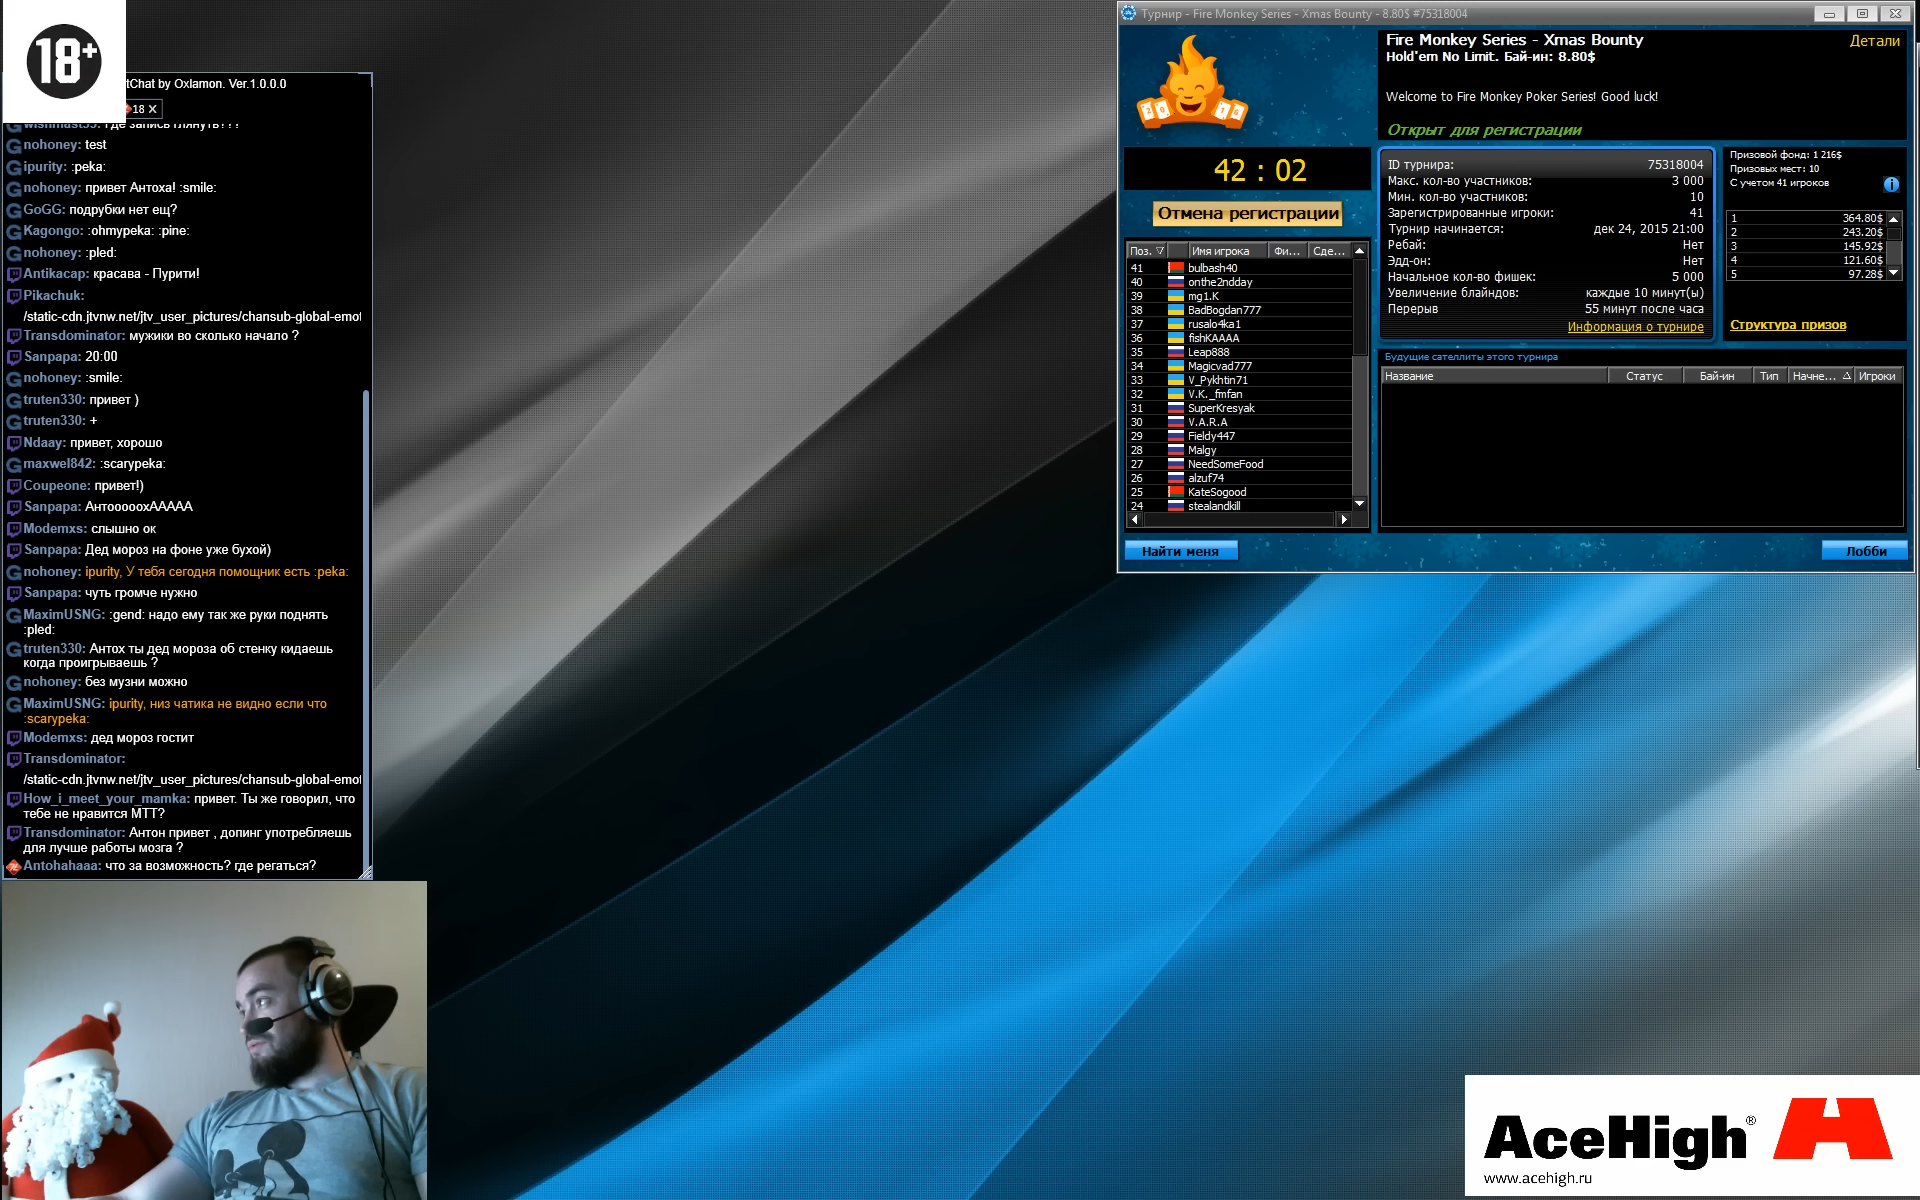 18+
tChat by Oxlamon. Ver.1.0.0.0
18 X
wishmast33: Где запись глянуть???
nohoney: test
ipurity: :peka:
nohoney: привет Антоха! :smile:
GoGG: подрубки нет ещ?
Kagongo: :ohmypeka: :pine:
nohoney: :pled:
Antikacap: красава - Пурити!
Pikachuk:
/static-cdn.jtvnw.net/jtv_user_pictures/chansub-global-emot
Transdominator: мужики во сколько начало ?
Sanpapa: 20:00
nohoney: :smile:
truten330: привет )
truten330: +
Ndaay: привет, хорошо
maxwel842: :scarypeka:
Coupeone: привет!)
Sanpapa: АнтооооохААААА
Modemxs: слышно ок
Sanpapa: Дед мороз на фоне уже бухой)
nohoney: ipurity, У тебя сегодня помощник есть :peka:
Sanpapa: чуть громче нужно
MaximUSNG: :gend: надо ему так же руки поднять
:pled:
truten330: Антох ты дед мороза об стенку кидаешь
когда проигрываешь ?
nohoney: без музни можно
MaximUSNG: ipurity, низ чатика не видно если что
:scarypeka:
Modemxs: дед мороз гостит
Transdominator:
/static-cdn.jtvnw.net/jtv_user_pictures/chansub-global-emot
How_i_meet_your_mamka: привет. Ты же говорил, что
тебе не нравится МТТ?
Transdominator: Антон привет , допинг употребляешь
для лучше работы мозга ?
Antohahaaa: что за возможность? где регаться?
Турнир - Fire Monkey Series - Xmas Bounty - 8.80$ #75318004
Fire Monkey Series - Xmas Bounty
Детали
Hold'em No Limit. Бай-ин: 8.80$
Welcome to Fire Monkey Poker Series! Good luck!
Открыт для регистрации
42 : 02
Отмена регистрации
Поз. Имя игрока Фи... Сде...
41 bulbash40
40 onthe2ndday
39 mg1.K
38 BadBogdan777
37 rusalo4ka1
36 fishKAAAA
35 Leap888
34 Magicvad777
33 V_Pykhtin71
32 V.K._fmfan
31 SuperKresyak
30 V.A.R.A
29 Fieldy447
28 Malgy
27 NeedSomeFood
26 alzuf74
25 KateSogood
24 stealandkill
Найти меня
ID турнира: 75318004
Макс. кол-во участников: 3 000
Мин. кол-во участников: 10
Зарегистрированные игроки: 41
Турнир начинается: дек 24, 2015 21:00
Ребай: Нет
Эдд-он: Нет
Начальное кол-во фишек: 5 000
Увеличение блайндов: каждые 10 минут(ы)
Перерыв 55 минут после часа
Информация о турнире
Призовой фонд: 1 216$
Призовых мест: 10
С учетом 41 игроков
1 364.80$
2 243.20$
3 145.92$
4 121.60$
5 97.28$
Структура призов
Будущие сателлиты этого турнира
Название Статус Бай-ин Тип Начне... Игроки
Лобби
AceHigh®
www.acehigh.ru